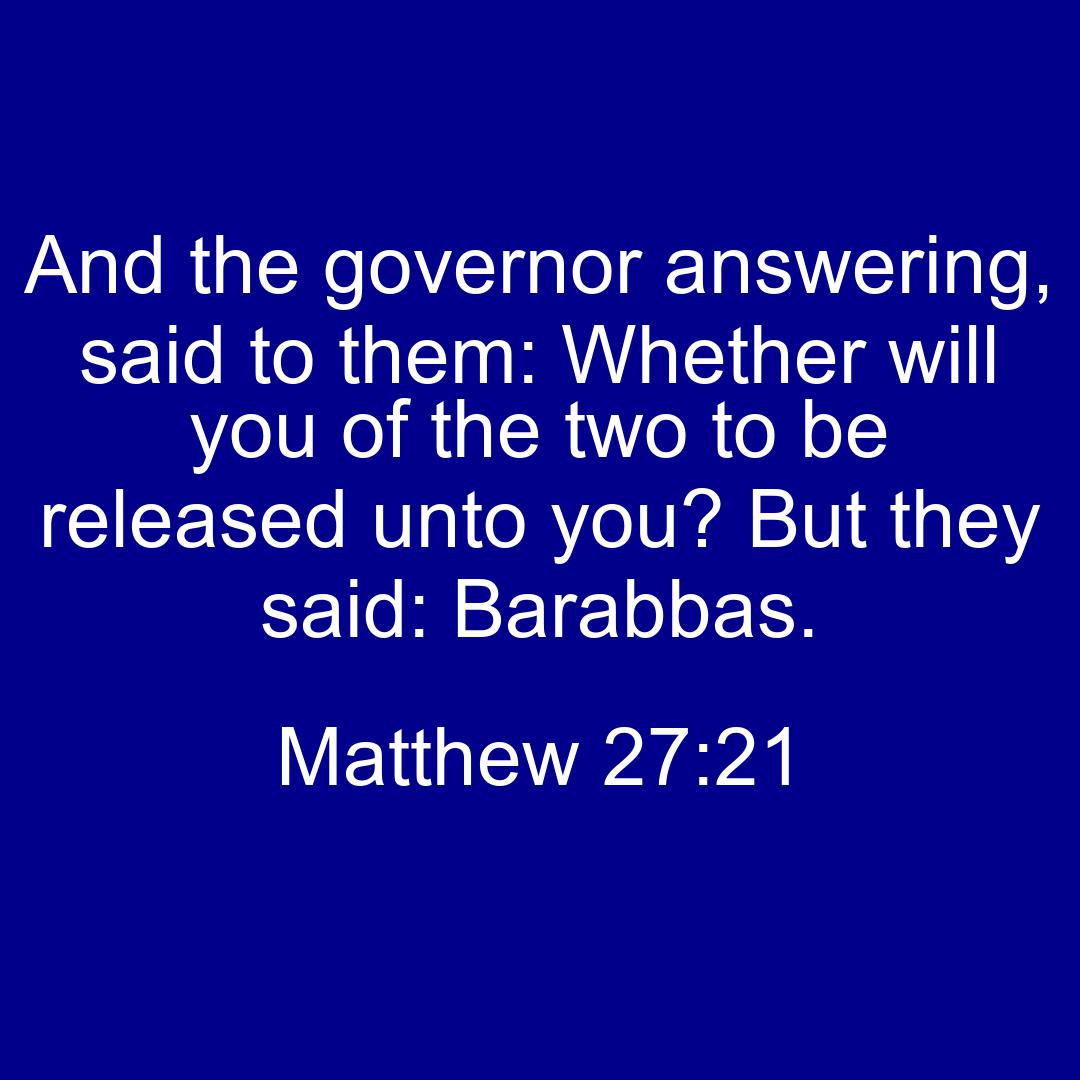 And the governor answering,
said to them: Whether will
you of the two to be
released unto you? But they
said: Barabbas.
Matthew 27:21